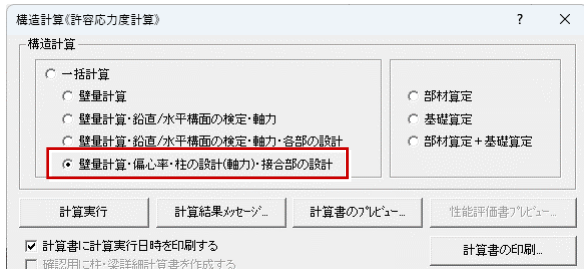 構造計算《許容応力度計算》 ? ×
構造計算
一括計算
壁量計算
壁量計算・鉛直/水平構面の検定・軸力
壁量計算・鉛直/水平構面の検定・軸力・各部の設計
壁量計算・偏心率・柱の設計(軸力)・接合部の設計
部材算定
基礎算定
部材算定+基礎算定
計算実行 計算結果メッセージ... 計算書のプレビュー... 性能評価書プレビュー...
計算書に計算実行日時を印刷する 計算書の印刷...
確認用に柱・梁詳細計算書を作成する